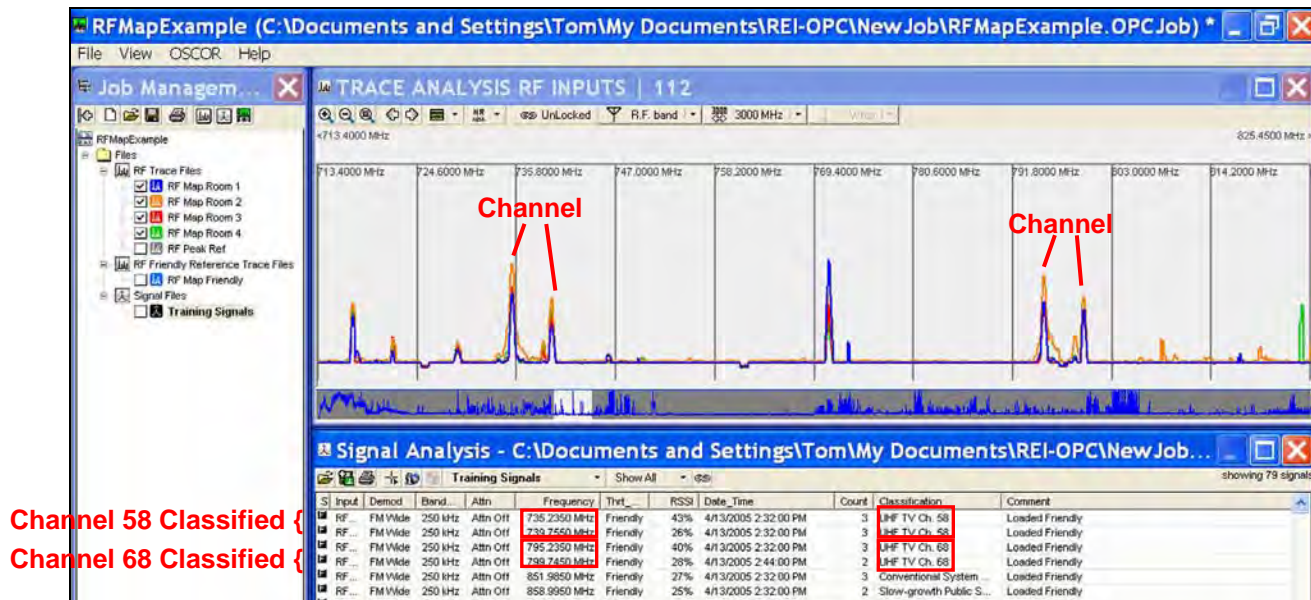 RFMapExample (C:\Documents and Settings\Tom\My Documents\REI-OPC\NewJob\RFMapExample.OPCJob) *
File View OSCOR Help
Job Managem...
RFMapExample
Files
RF Trace Files
RF Map Room 1
RF Map Room 2
RF Map Room 3
RF Map Room 4
RF Peak Ref
RF Friendly Reference Trace Files
RF Map Friendly
Signal Files
Training Signals
TRACE ANALYSIS RF INPUTS | 112
UnLocked R.F. band 3000 MHz
<713.4000 MHz 825.4500 MHz >
713.4000 MHz 724.6000 MHz 735.8000 MHz 747.0000 MHz 758.2000 MHz 769.4000 MHz 780.6000 MHz 791.8000 MHz 803.0000 MHz 814.2000 MHz
Channel Channel
Signal Analysis - C:\Documents and Settings\Tom\My Documents\REI-OPC\NewJob...
Training Signals Show All showing 79 signals
S Input Demod Band... Attn Frequency Thrt_... RSSI Date_Time Count Classification Comment
Channel 58 Classified {
RF... FM Wide 250 kHz Attn Off 735.2350 MHz Friendly 43% 4/13/2005 2:32:00 PM 3 UHF TV Ch. 58 Loaded Friendly
RF... FM Wide 250 kHz Attn Off 739.7550 MHz Friendly 26% 4/13/2005 2:32:00 PM 3 UHF TV Ch. 58 Loaded Friendly
Channel 68 Classified {
RF... FM Wide 250 kHz Attn Off 795.2350 MHz Friendly 40% 4/13/2005 2:32:00 PM 3 UHF TV Ch. 68 Loaded Friendly
RF... FM Wide 250 kHz Attn Off 799.7450 MHz Friendly 28% 4/13/2005 2:44:00 PM 2 UHF TV Ch. 68 Loaded Friendly
RF... FM Wide 250 kHz Attn Off 851.9850 MHz Friendly 27% 4/13/2005 2:32:00 PM 3 Conventional System ... Loaded Friendly
RF... FM Wide 250 kHz Attn Off 858.9950 MHz Friendly 25% 4/13/2005 2:32:00 PM 2 Slow-growth Public S... Loaded Friendly